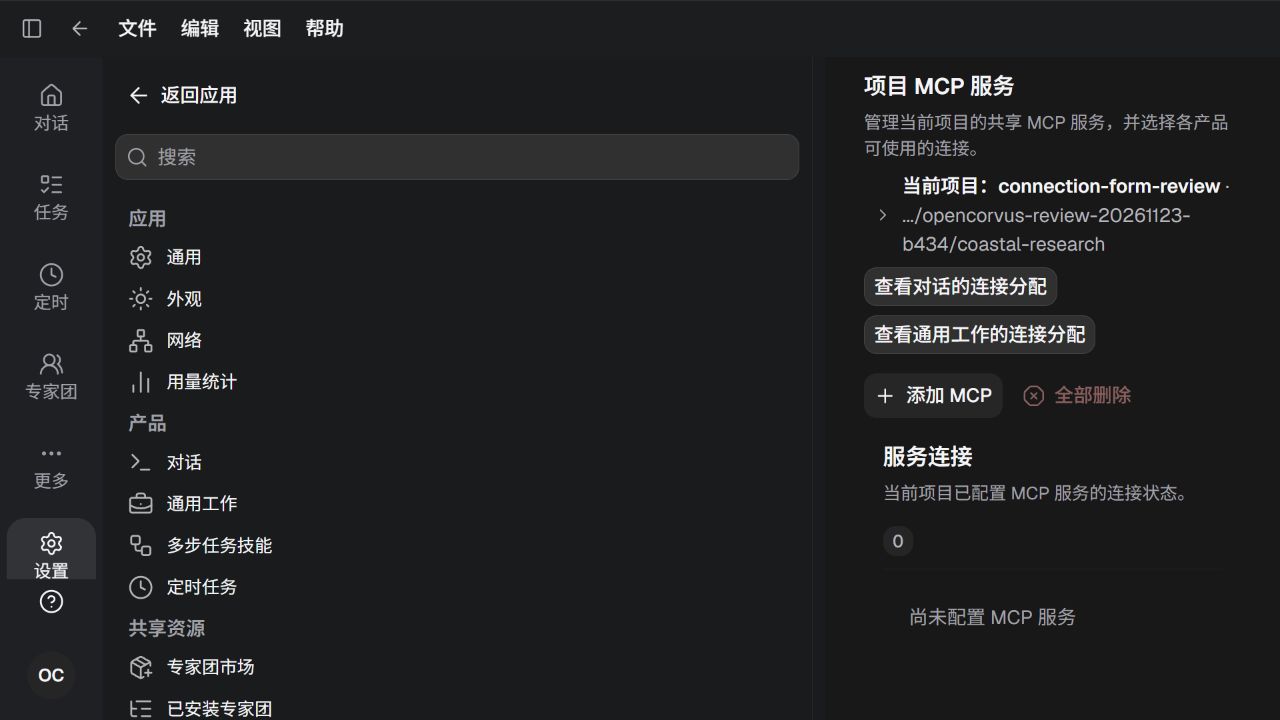 文件 编辑 视图 帮助
对话
任务
定时
专家团
更多
设置
OC
返回应用
搜索
应用
通用
外观
网络
用量统计
产品
对话
通用工作
多步任务技能
定时任务
共享资源
专家团市场
已安装专家团
项目 MCP 服务
管理当前项目的共享 MCP 服务，并选择各产品
可使用的连接。
当前项目：connection-form-review ·
…/opencorvus-review-20261123-
b434/coastal-research
查看对话的连接分配
查看通用工作的连接分配
添加 MCP 全部删除
服务连接
当前项目已配置 MCP 服务的连接状态。
0
尚未配置 MCP 服务